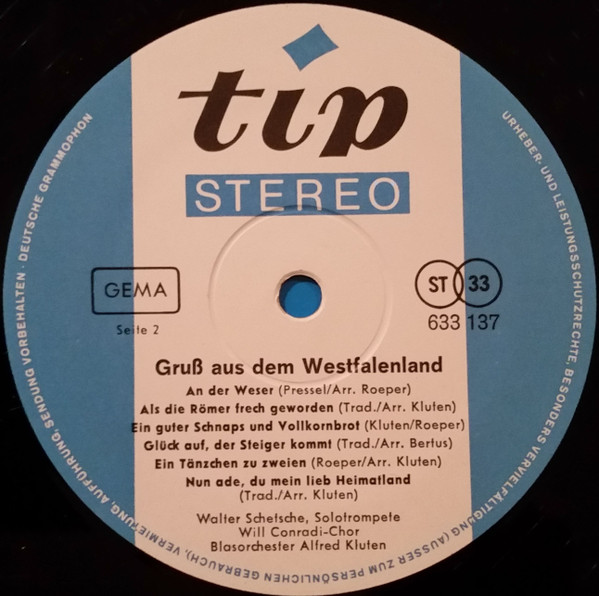 tip
STEREO
GEMA
ST 33
Seite 2
633 137
Gruß aus dem Westfalenland
An der Weser (Pressel/Arr. Roeper)
Als die Römer frech geworden (Trad./Arr. Kluten)
Ein guter Schnaps und Vollkornbrot (Kluten/Roeper)
Glück auf, der Steiger kommt (Trad./Arr. Bertus)
Ein Tänzchen zu zweien (Roeper/Arr. Kluten)
Nun ade, du mein lieb Heimatland
(Trad./Arr. Kluten)
Walter Schetsche, Solotrompete
Will Conradi-Chor
Blasorchester Alfred Kluten
URHEBER- UND LEISTUNGSSCHUTZRECHTE, BESONDERS VERVIELFÄLTIGUNG (AUSSER ZUM PERSÖNLICHEN GEBRAUCH), VERMIETUNG, AUFFÜHRUNG, SENDUNG VORBEHALTEN · DEUTSCHE GRAMMOPHON